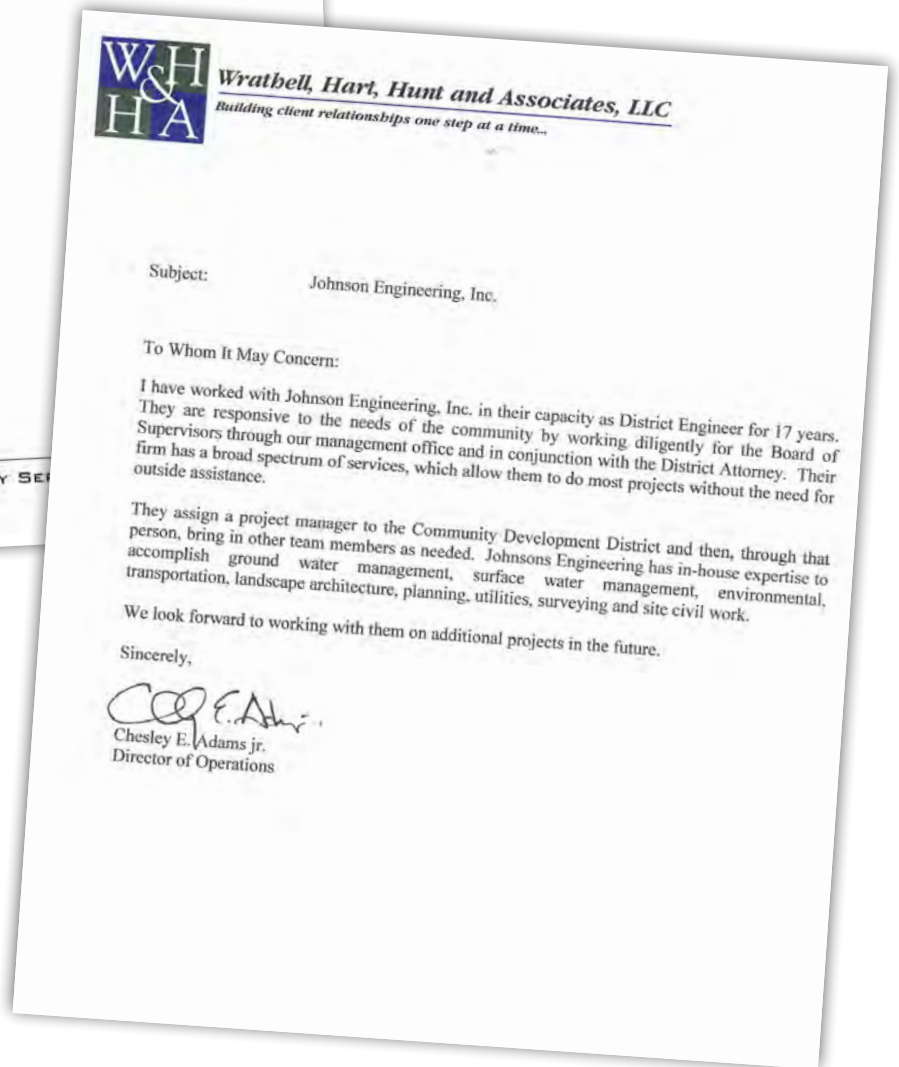 W H
&
H A
Wrathell, Hart, Hunt and Associates, LLC
Building client relationships one step at a time...
Subject: Johnson Engineering, Inc.
To Whom It May Concern:
I have worked with Johnson Engineering, Inc. in their capacity as District Engineer for 17 years.
They are responsive to the needs of the community by working diligently for the Board of
Supervisors through our management office and in conjunction with the District Attorney. Their
firm has a broad spectrum of services, which allow them to do most projects without the need for
outside assistance.
They assign a project manager to the Community Development District and then, through that
person, bring in other team members as needed. Johnsons Engineering has in-house expertise to
accomplish ground water management, surface water management, environmental,
transportation, landscape architecture, planning, utilities, surveying and site civil work.
We look forward to working with them on additional projects in the future.
Sincerely,
Chesley E. Adams jr.
Director of Operations